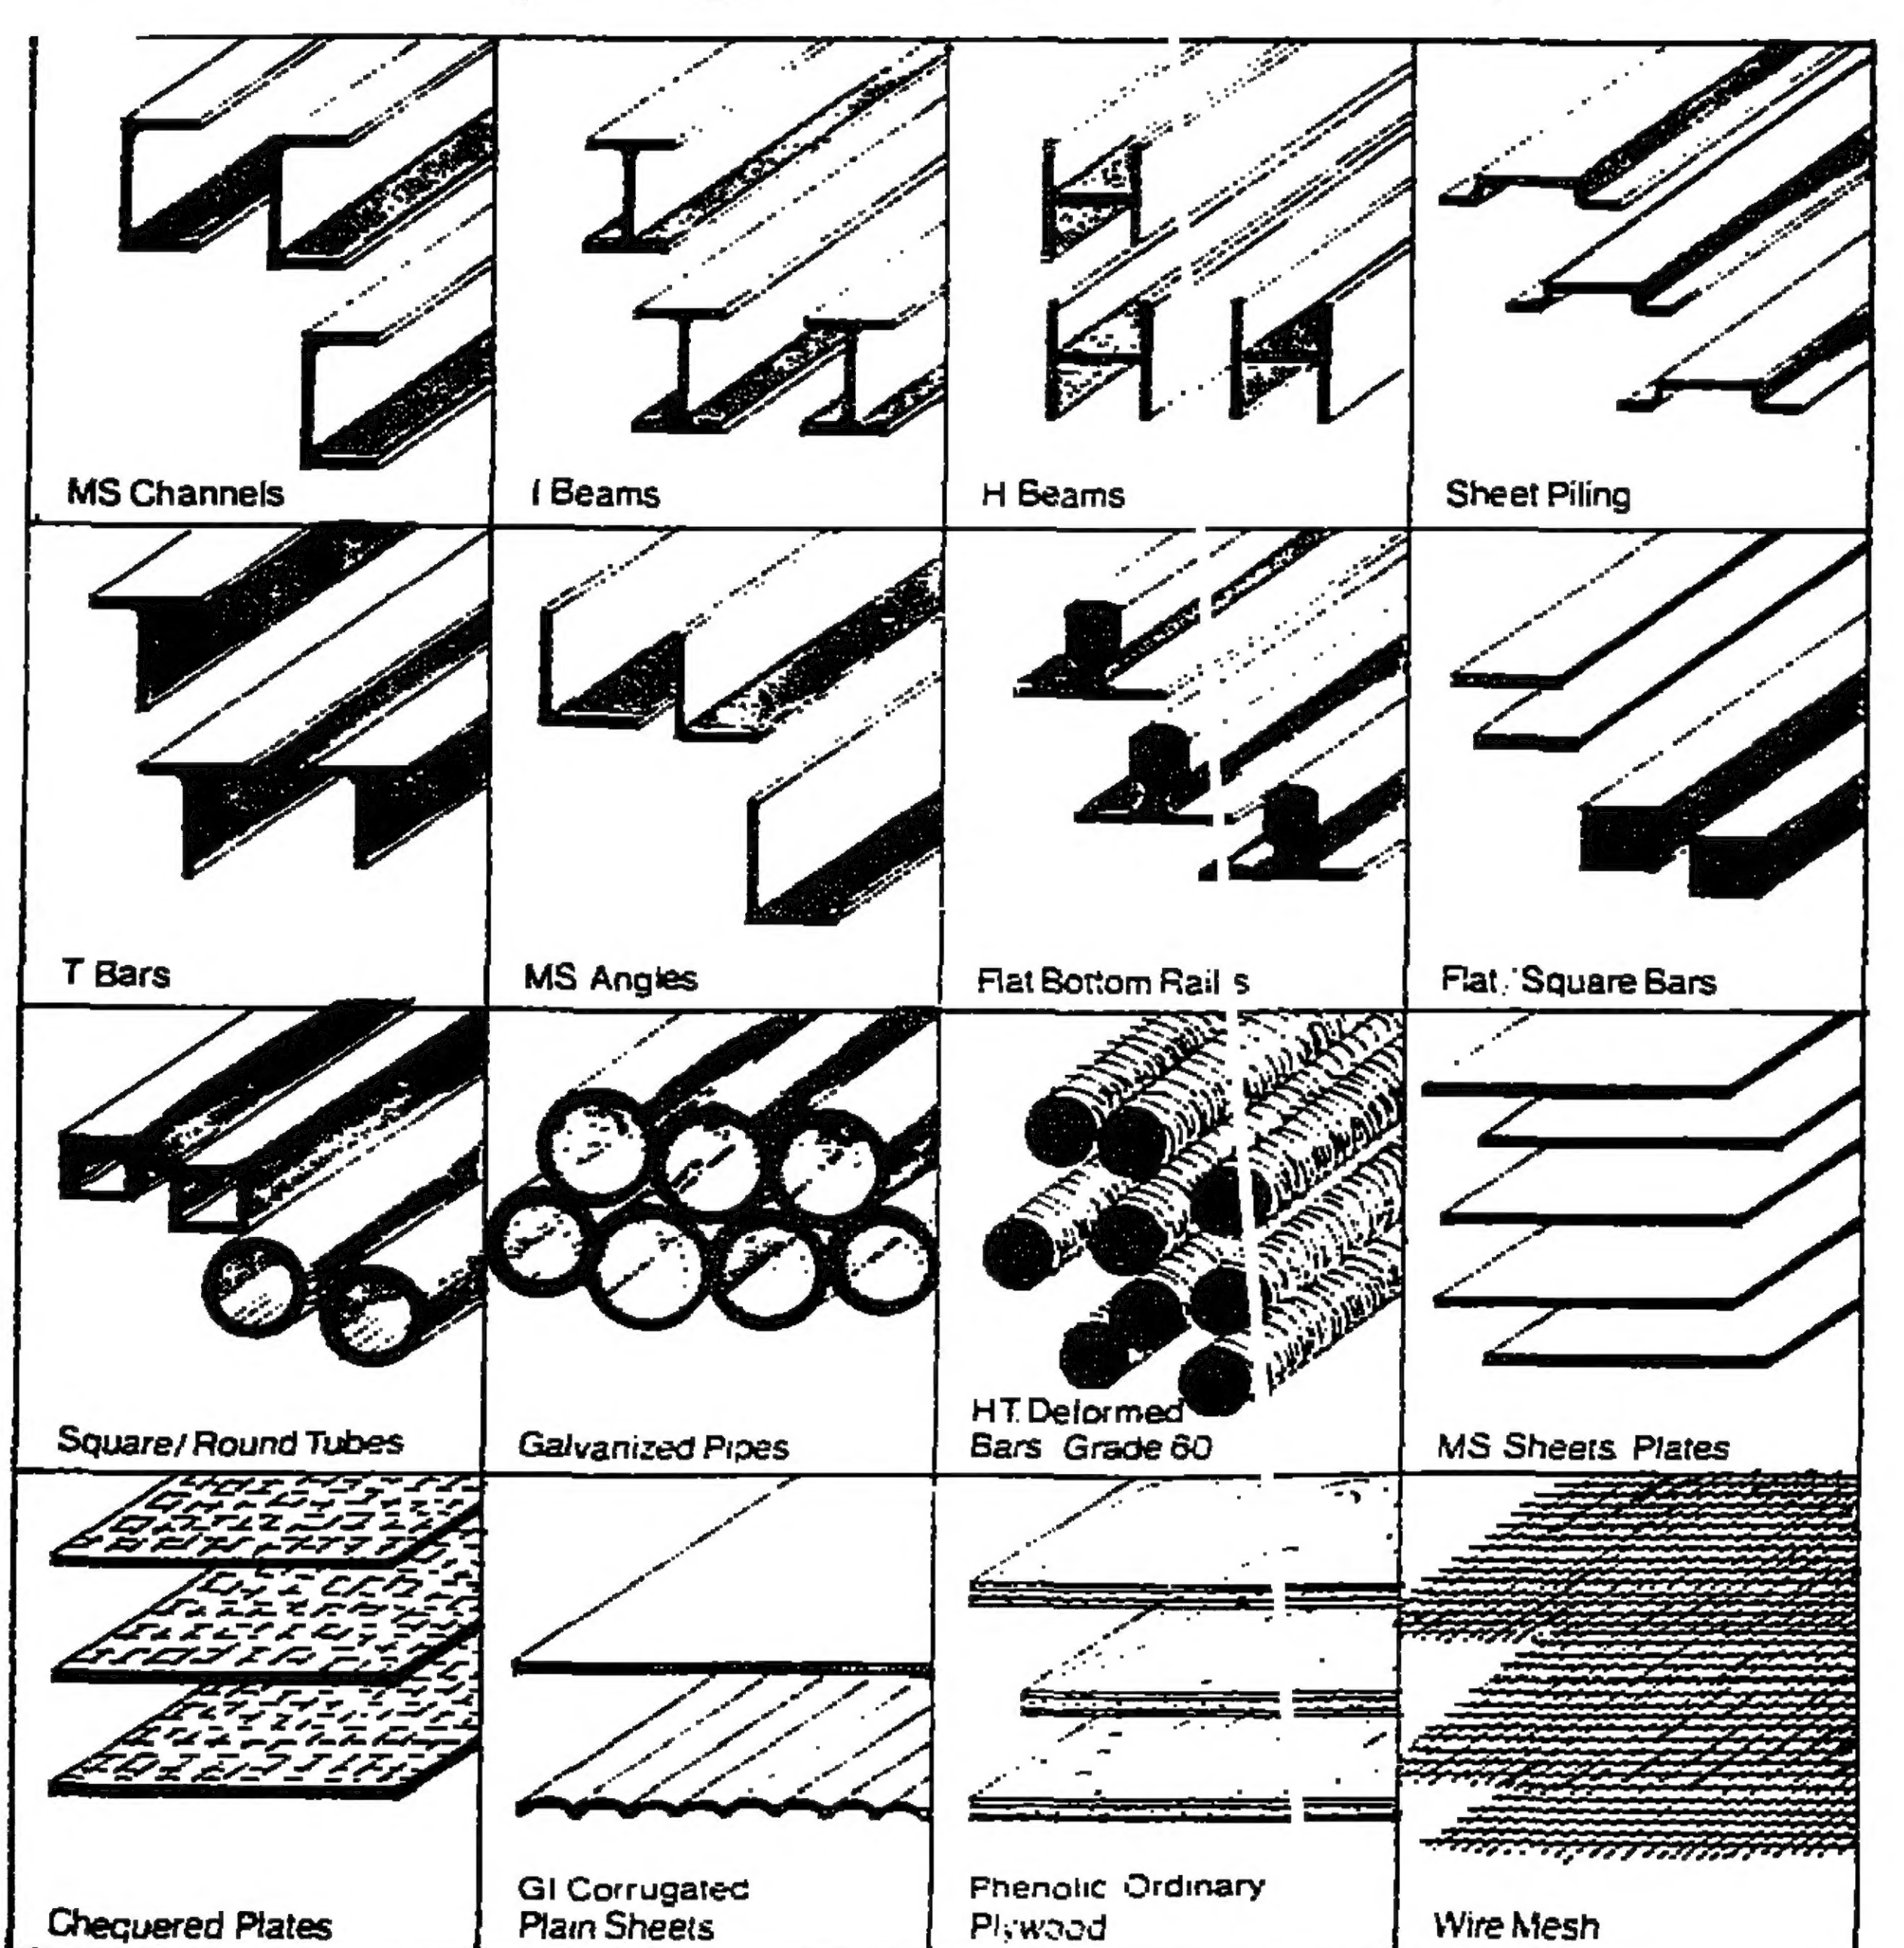 MS Channels
I Beams
H Beams
Sheet Piling
T Bars
MS Angles
Flat Bottom Rails
Flat/Square Bars
Square/Round Tubes
Galvanized Pipes
HT Deformed
Bars Grade 60
MS Sheets Plates
Chequered Plates
GI Corrugated
Plain Sheets
Phenolic Ordinary
Plywood
Wire Mesh